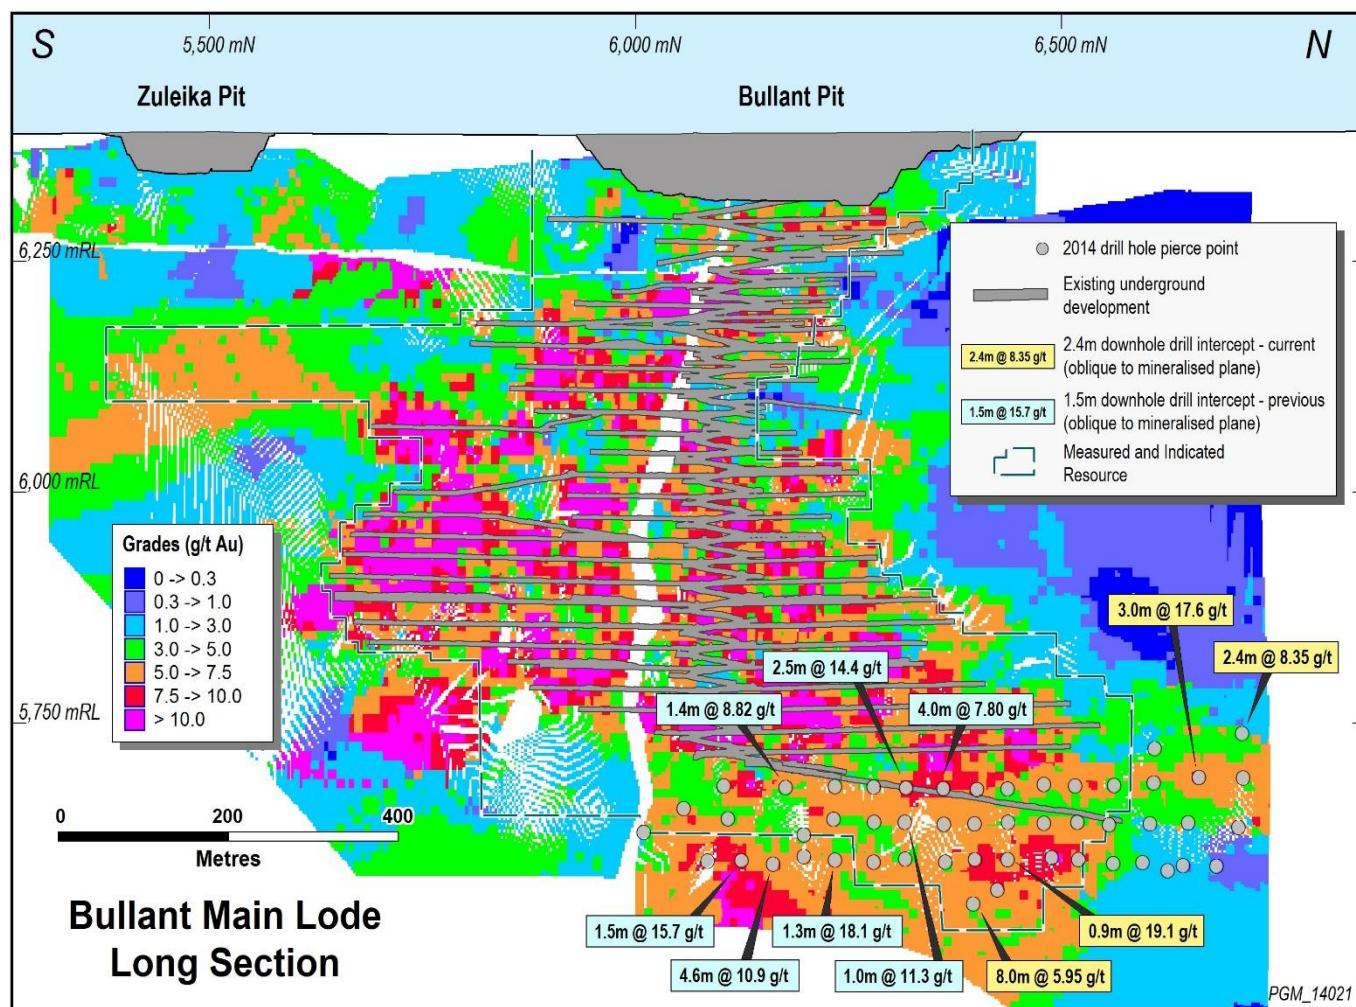 S
5,500 mN
6,000 mN
6,500 mN
N
Zuleika Pit
Bullant Pit
6,250 mRL
6,000 mRL
5,750 mRL
2014 drill hole pierce point
Existing underground
development
2.4m @ 8.35 g/t
2.4m downhole drill intercept - current
(oblique to mineralised plane)
1.5m @ 15.7 g/t
1.5m downhole drill intercept - previous
(oblique to mineralised plane)
Measured and Indicated
Resource
Grades (g/t Au)
0 -> 0.3
0.3 -> 1.0
1.0 -> 3.0
3.0 -> 5.0
5.0 -> 7.5
7.5 -> 10.0
> 10.0
3.0m @ 17.6 g/t
2.4m @ 8.35 g/t
2.5m @ 14.4 g/t
1.4m @ 8.82 g/t
4.0m @ 7.80 g/t
0 200 400
Metres
Bullant Main Lode
Long Section
1.5m @ 15.7 g/t
1.3m @ 18.1 g/t
0.9m @ 19.1 g/t
4.6m @ 10.9 g/t
1.0m @ 11.3 g/t
8.0m @ 5.95 g/t
PGM_14021